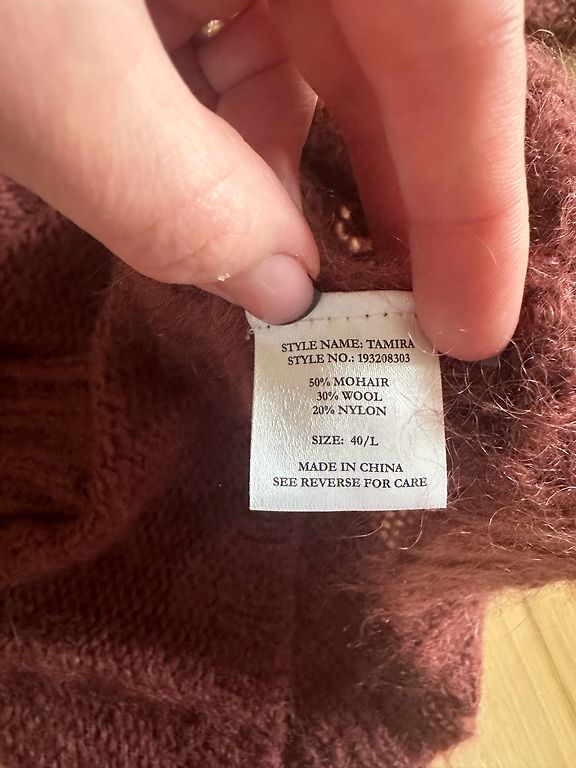 STYLE NAME: TAMIRA
STYLE NO.: 193208303
50% MOHAIR
30% WOOL
20% NYLON
SIZE: 40/L
MADE IN CHINA
SEE REVERSE FOR CARE